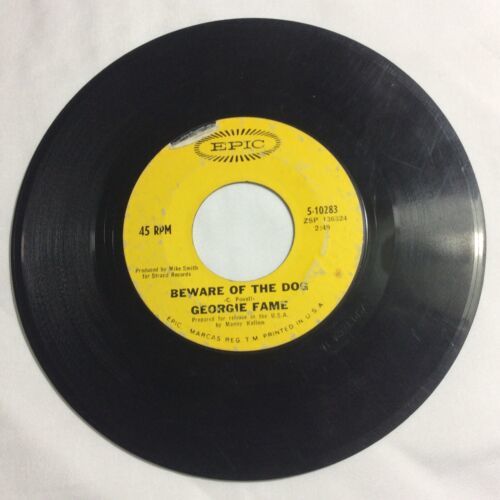 EPIC
5-10283
ZSP 136324
2:49
45 RPM
Produced by Mike Smith
for Strand Records
BEWARE OF THE DOG
-C. Powell-
GEORGIE FAME
Prepared for release in the U.S.A.
by Manny Kellem
EPIC. MARCAS REG. T.M. PRINTED IN U.S.A.